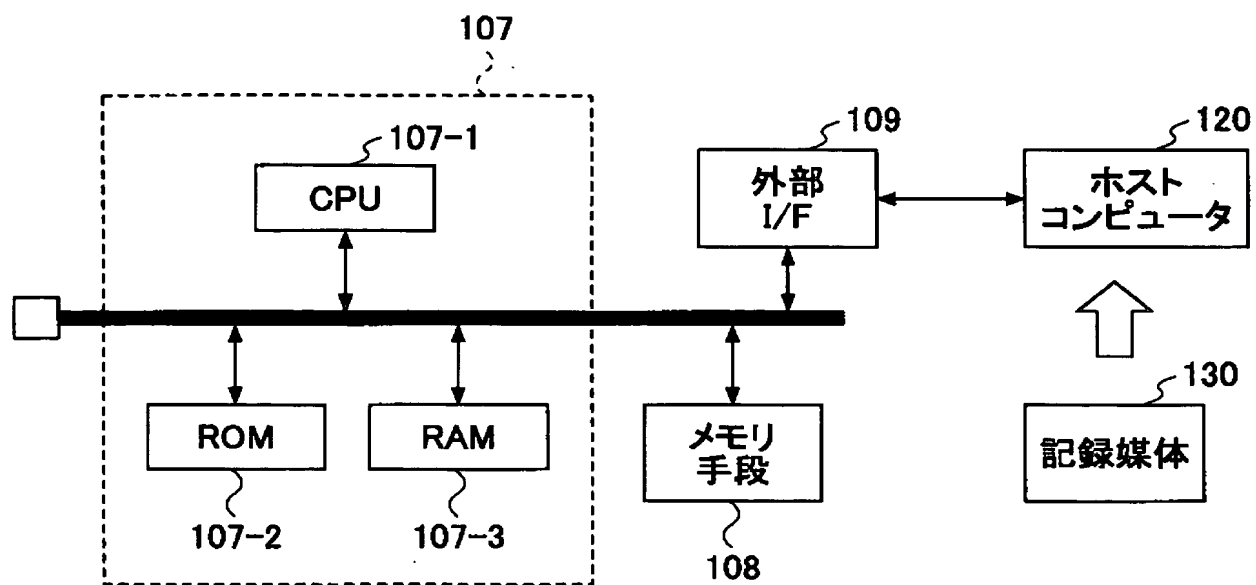 107
107-1
CPU
109
外部
I/F
120
ホスト
コンピュータ
130
ROM
RAM
メモリ
手段
記録媒体
107-2
107-3
108